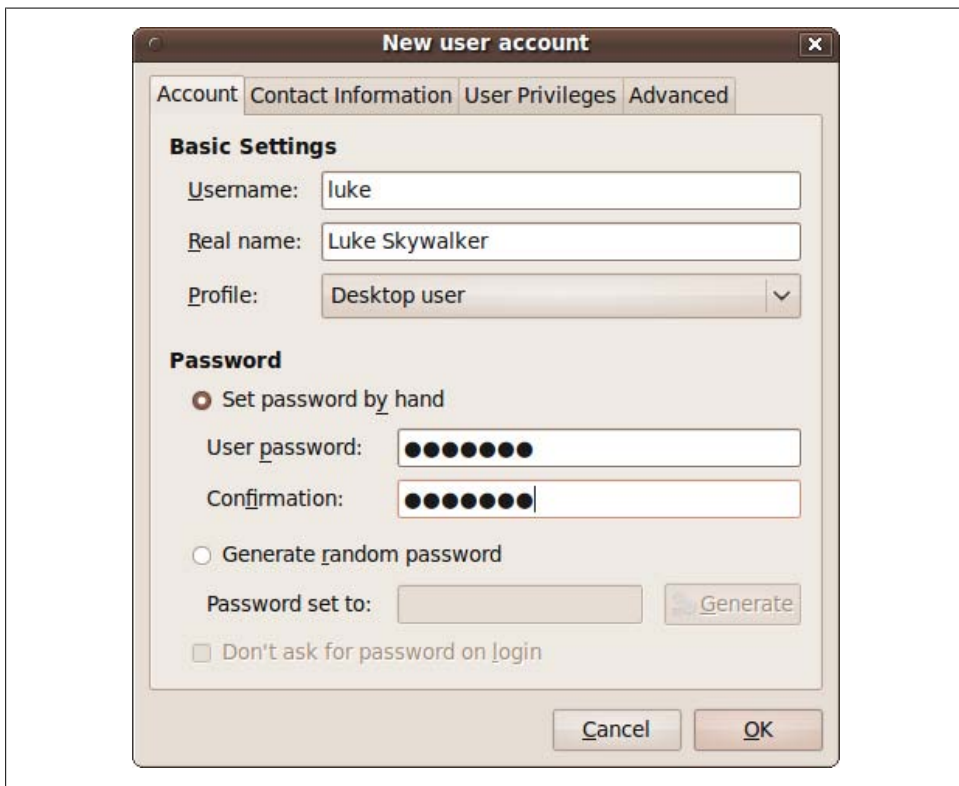 New user account
Account Contact Information User Privileges Advanced
Basic Settings
Username: luke
Real name: Luke Skywalker
Profile: Desktop user
Password
Set password by hand
User password: ●●●●●●●
Confirmation: ●●●●●●●
Generate random password
Password set to: Generate
Don't ask for password on login
Cancel OK